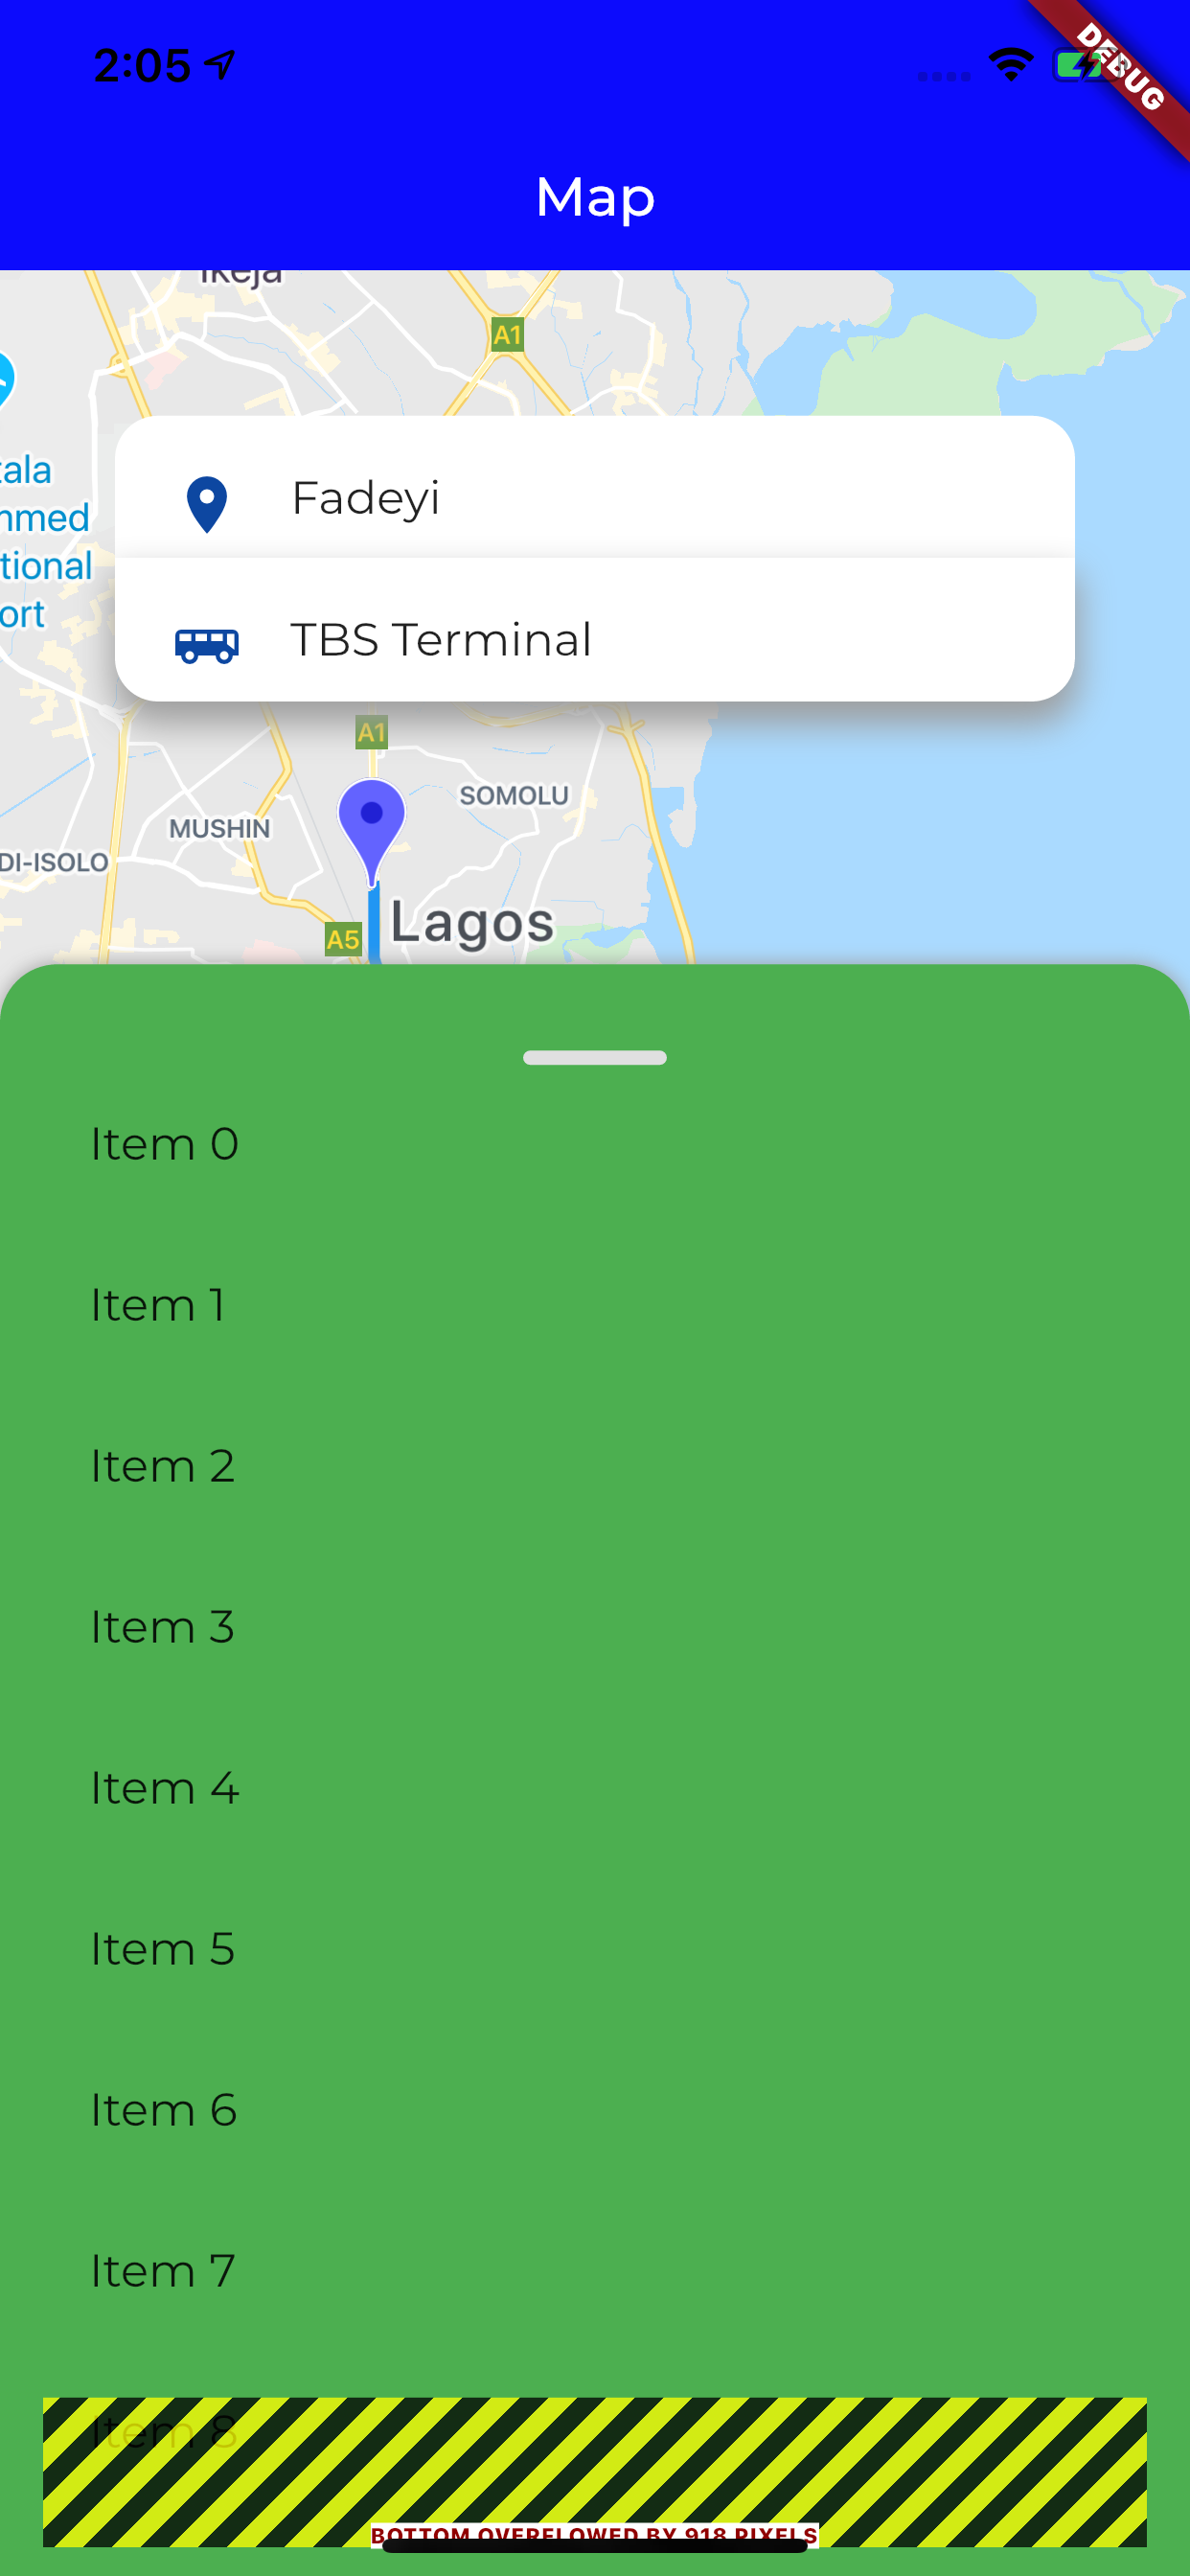 2:05
DEBUG
Map
Ikeja
A1
tala
mmed
tional
ort
Fadeyi
TBS Terminal
A1
SOMOLU
MUSHIN
DI-ISOLO
Lagos
A5
Item 0
Item 1
Item 2
Item 3
Item 4
Item 5
Item 6
Item 7
Item 8
BOTTOM OVERFLOWED BY 918 PIXELS